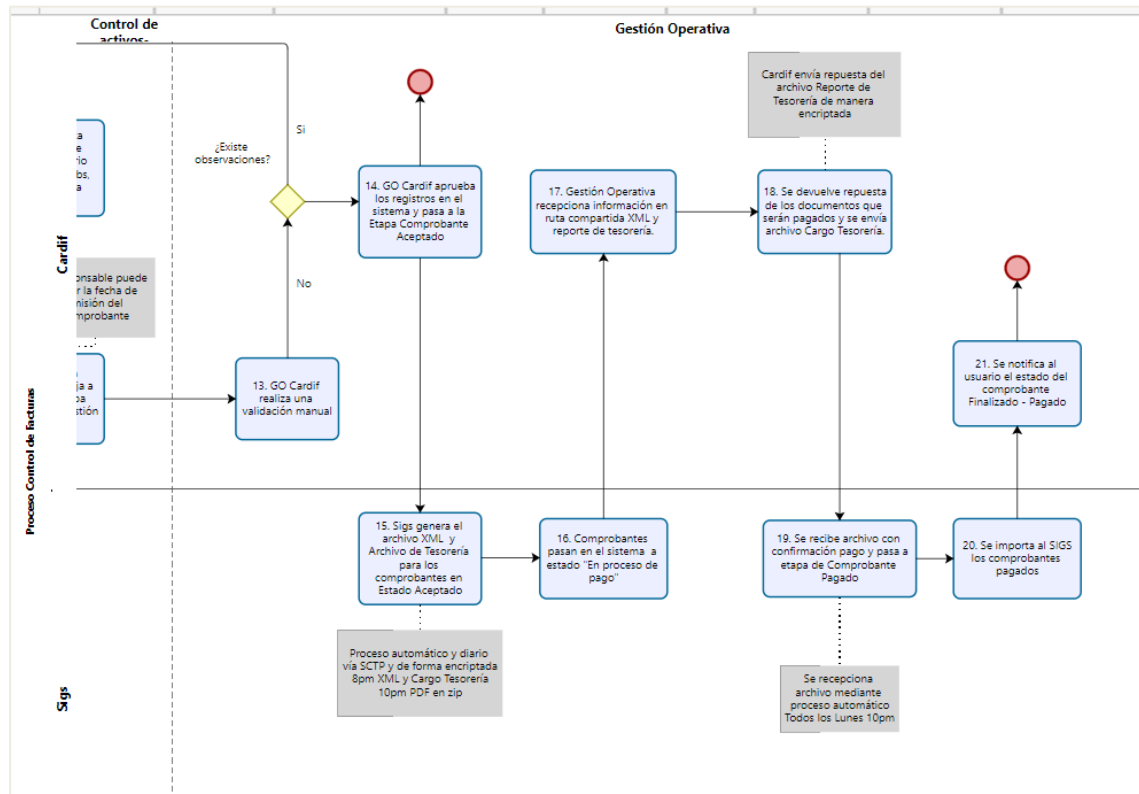 Control de
activos-
Gestión Operativa
Proceso Control de Facturas
Cardif
Sigs
a
e
rio
bs,
a
onsable puede
r la fecha de
misión del
mprobante
ja a
pa
stión
13. GO Cardif
realiza una
validación manual
¿Existe
observaciones?
Si
No
14. GO Cardif aprueba
los registros en el
sistema y pasa a la
Etapa Comprobante
Aceptado
15. Sigs genera el
archivo XML y
Archivo de Tesorería
para los
comprobantes en
Estado Aceptado
Proceso automático y diario
vía SCTP y de forma encriptada
8pm XML y Cargo Tesorería
10pm PDF en zip
16. Comprobantes
pasan en el sistema a
estado "En proceso de
pago"
17. Gestión Operativa
recepciona información en
ruta compartida XML y
reporte de tesorería.
Cardif envía repuesta del
archivo Reporte de
Tesorería de manera
encriptada
18. Se devuelve repuesta
de los documentos que
serán pagados y se envía
archivo Cargo Tesorería.
19. Se recibe archivo con
confirmación pago y pasa a
etapa de Comprobante
Pagado
Se recepciona
archivo mediante
proceso automático
Todos los Lunes 10pm
20. Se importa al SIGS
los comprobantes
pagados
21. Se notifica al
usuario el estado del
comprobante
Finalizado - Pagado